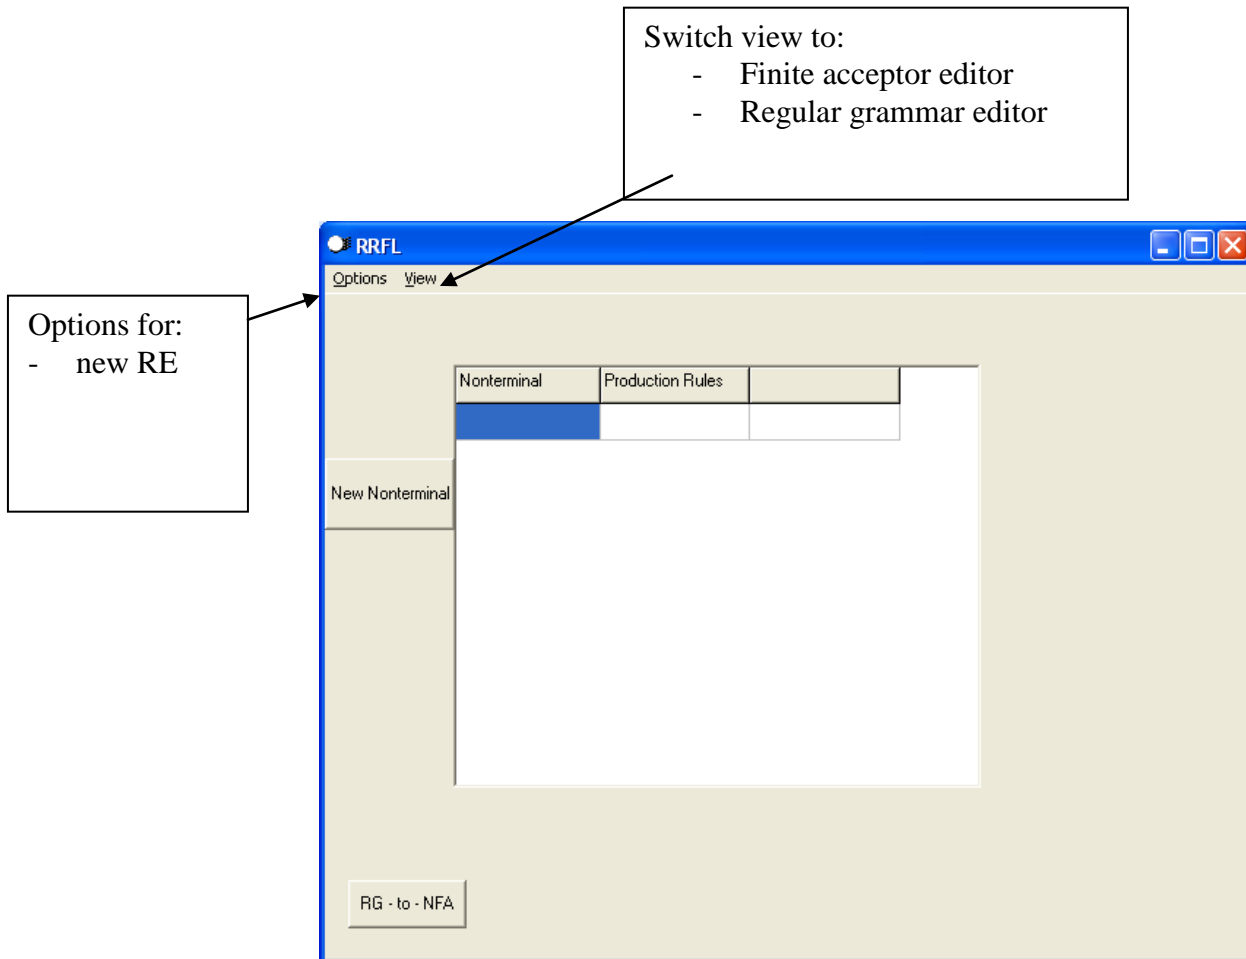 Switch view to:
- Finite acceptor editor
- Regular grammar editor
RRFL
Options View
Options for:
- new RE
Nonterminal Production Rules
New Nonterminal
RG - to - NFA